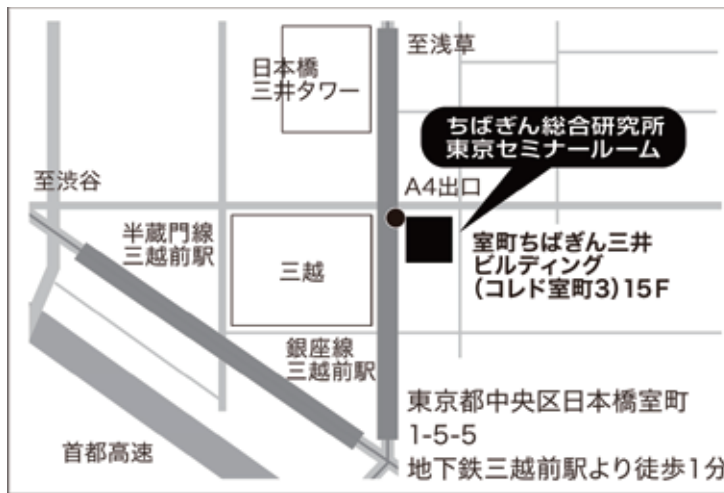 至浅草
日本橋
三井タワー
ちばぎん総合研究所
東京セミナールーム
至渋谷
A4出口
半蔵門線
三越前駅
三越
室町ちばぎん三井
ビルディング
(コレド室町3)15F
銀座線
三越前駅
東京都中央区日本橋室町
1-5-5
首都高速
地下鉄三越前駅より徒歩1分